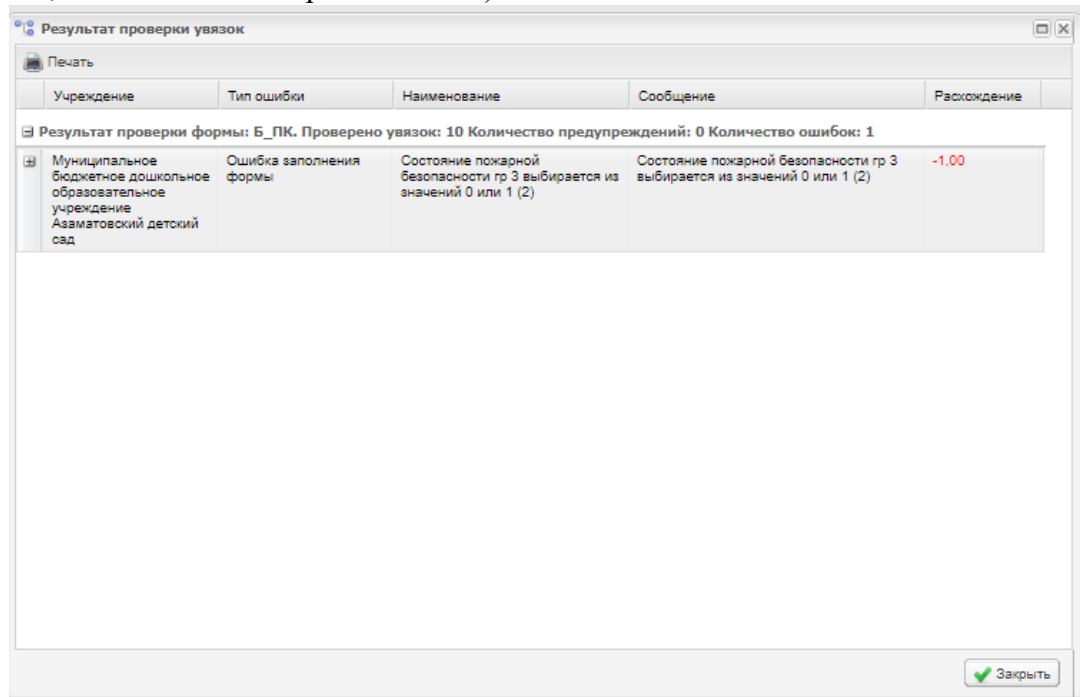 Результат проверки увязок
Печать
Учреждение Тип ошибки Наименование Сообщение Расхождение
Результат проверки формы: Б_ПК. Проверено увязок: 10 Количество предупреждений: 0 Количество ошибок: 1
Муниципальное
бюджетное дошкольное
образовательное
учреждение
Азаматовский детский
сад
Ошибка заполнения
формы
Состояние пожарной
безопасности гр 3 выбирается из
значений 0 или 1 (2)
Состояние пожарной безопасности гр 3
выбирается из значений 0 или 1 (2)
-1,00
Закрыть